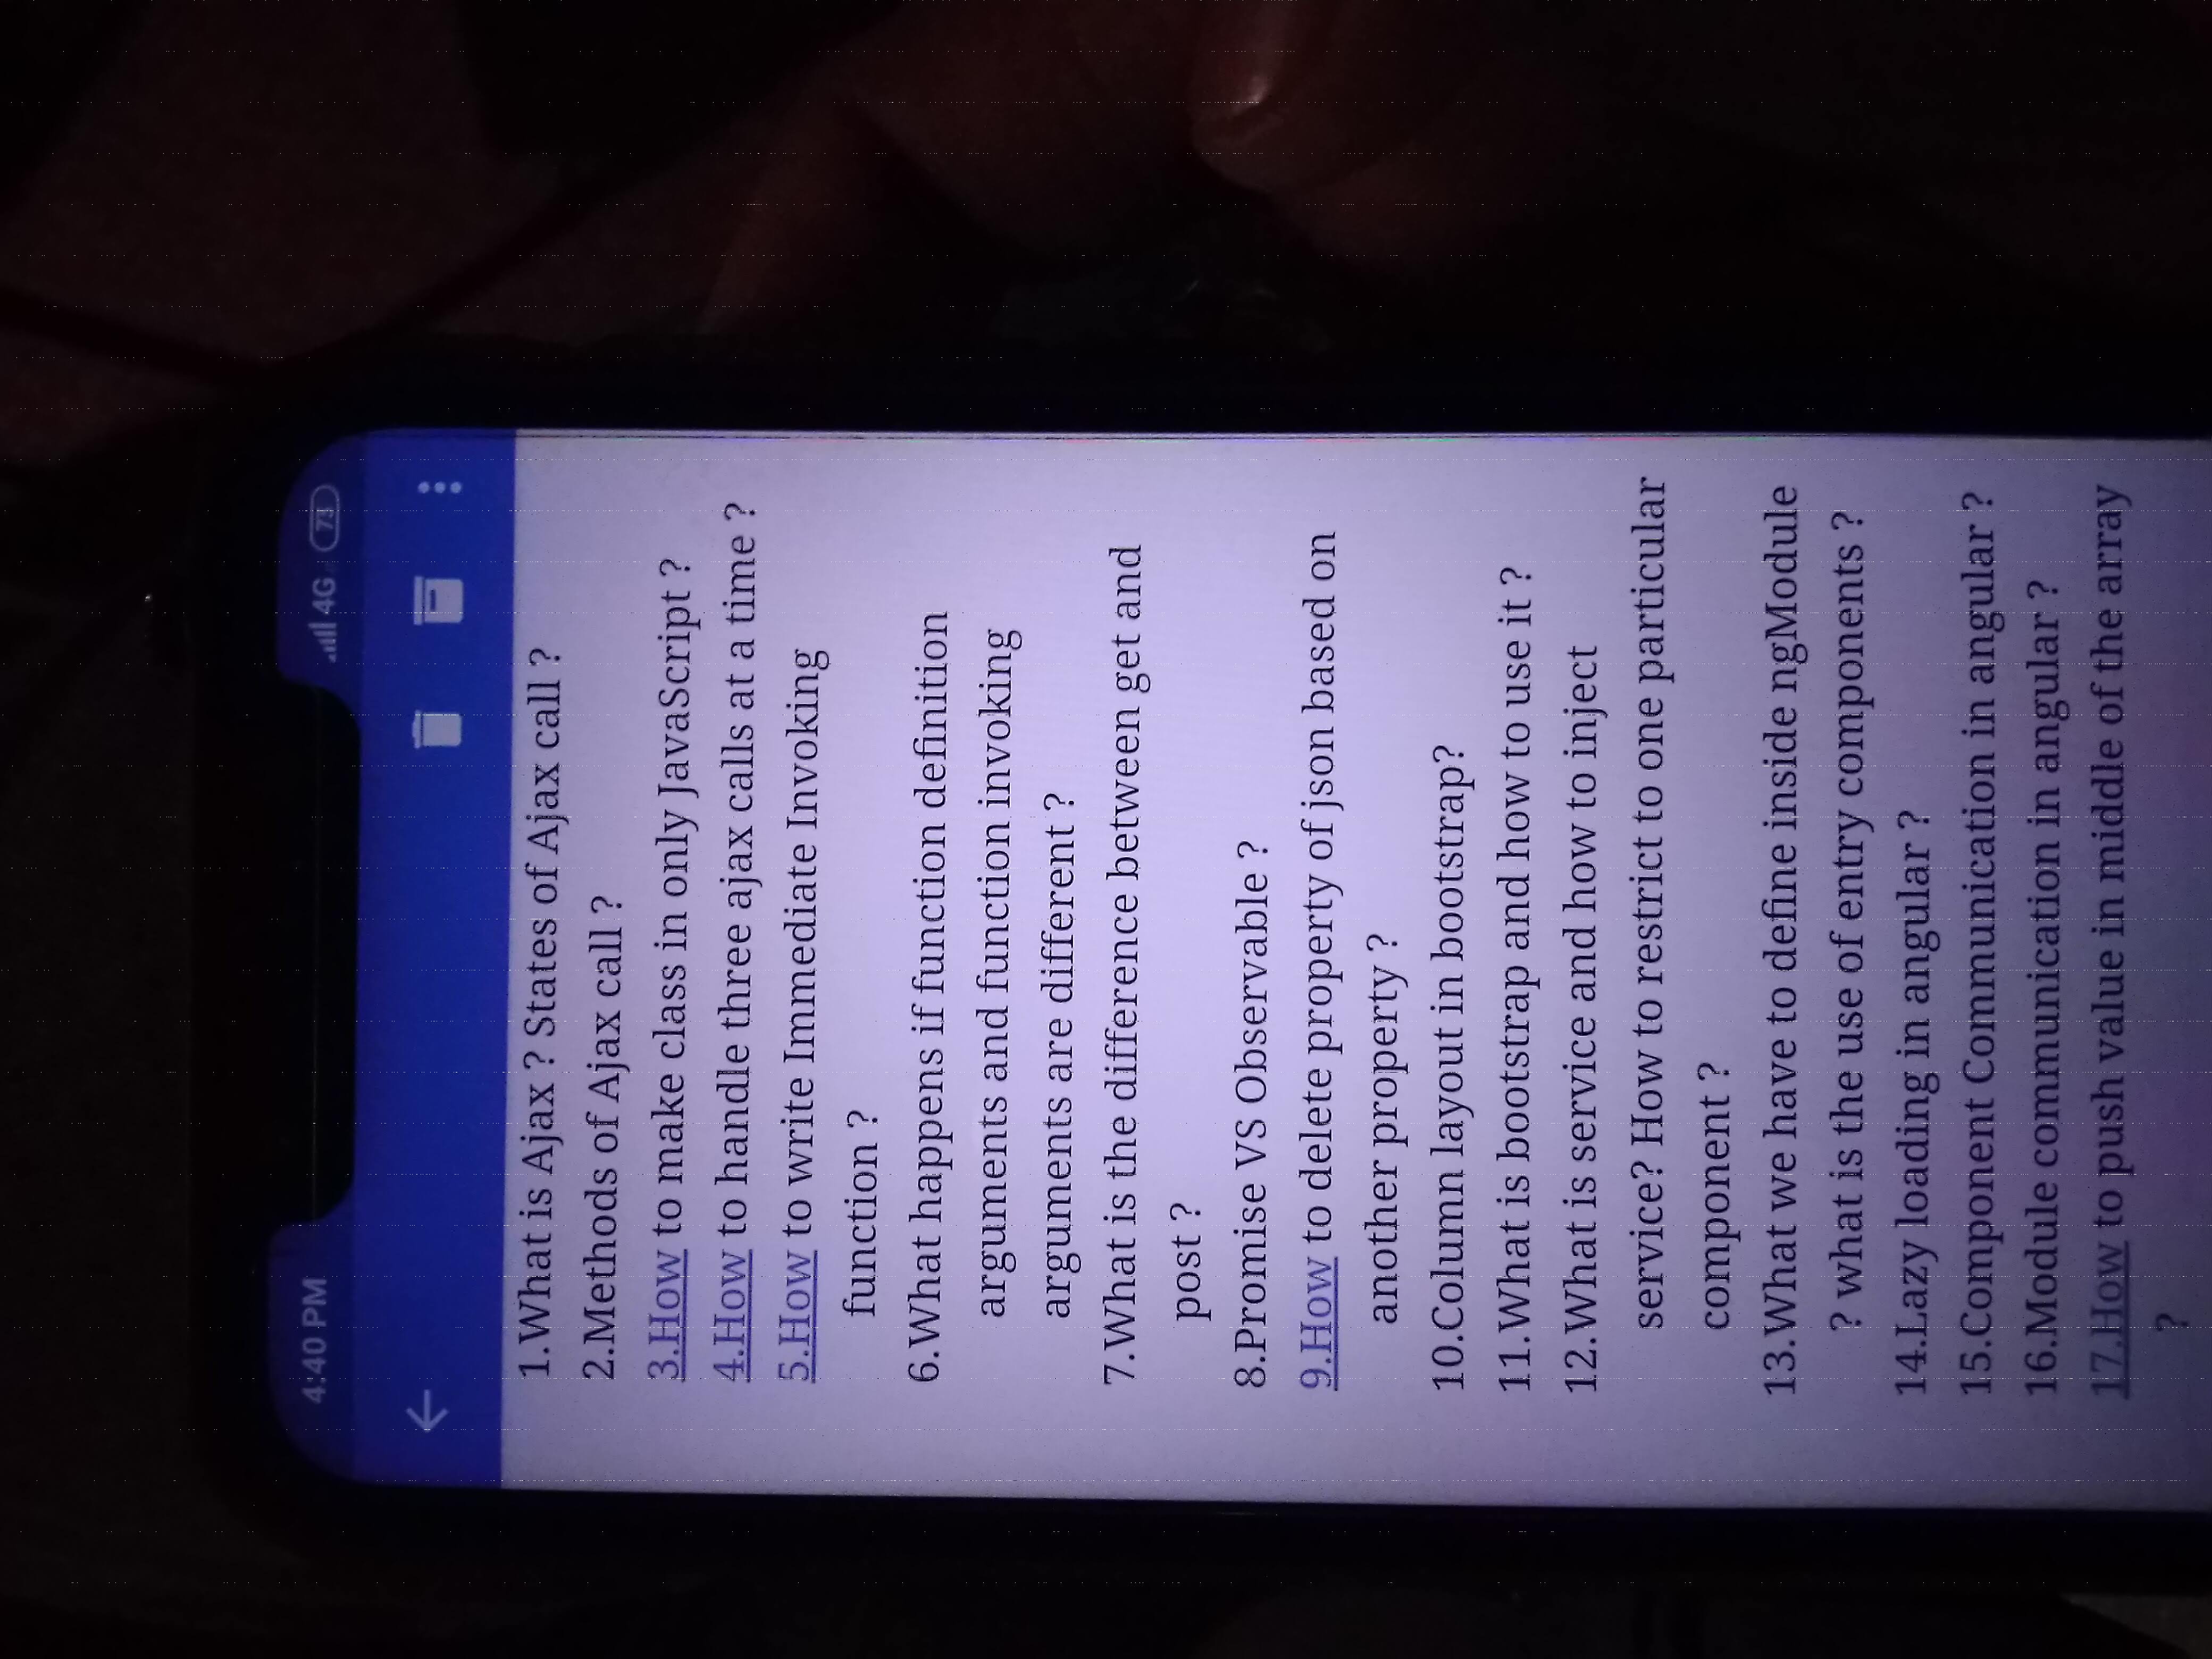 4:40 PM
4G 73
1.What is Ajax ? States of Ajax call ?
2.Methods of Ajax call ?
3.How to make class in only JavaScript ?
4.How to handle three ajax calls at a time ?
5.How to write Immediate Invoking
function ?
6.What happens if function definition
arguments and function invoking
arguments are different ?
7.What is the difference between get and
post ?
8.Promise VS Observable ?
9.How to delete property of json based on
another property ?
10.Column layout in bootstrap?
11.What is bootstrap and how to use it ?
12.What is service and how to inject
service? How to restrict to one particular
component ?
13.What we have to define inside ngModule
? what is the use of entry components ?
14.Lazy loading in angular ?
15.Component Communication in angular ?
16.Module communication in angular ?
17.How to push value in middle of the array
?